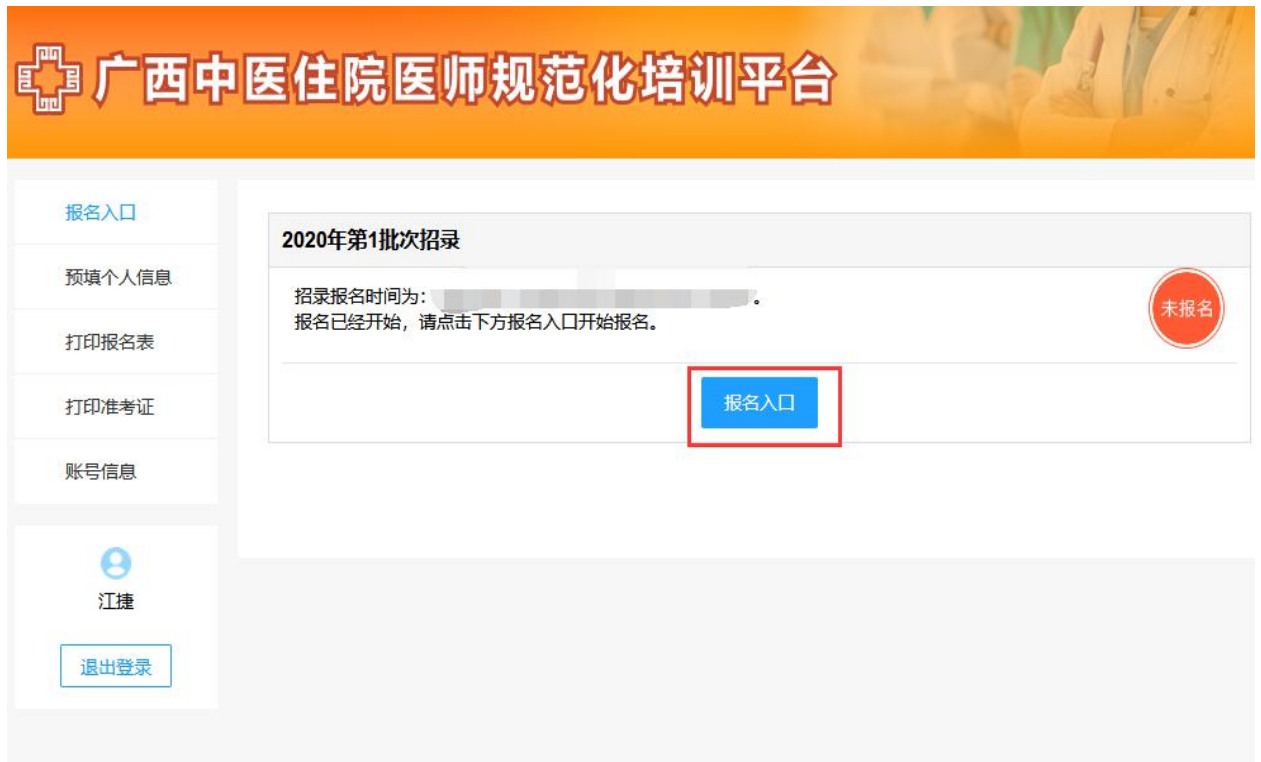 广西中医住院医师规范化培训平台
报名入口
预填个人信息
打印报名表
打印准考证
账号信息
江捷
退出登录
2020年第1批次招录
招录报名时间为：
。
报名已经开始，请点击下方报名入口开始报名。
未报名
报名入口